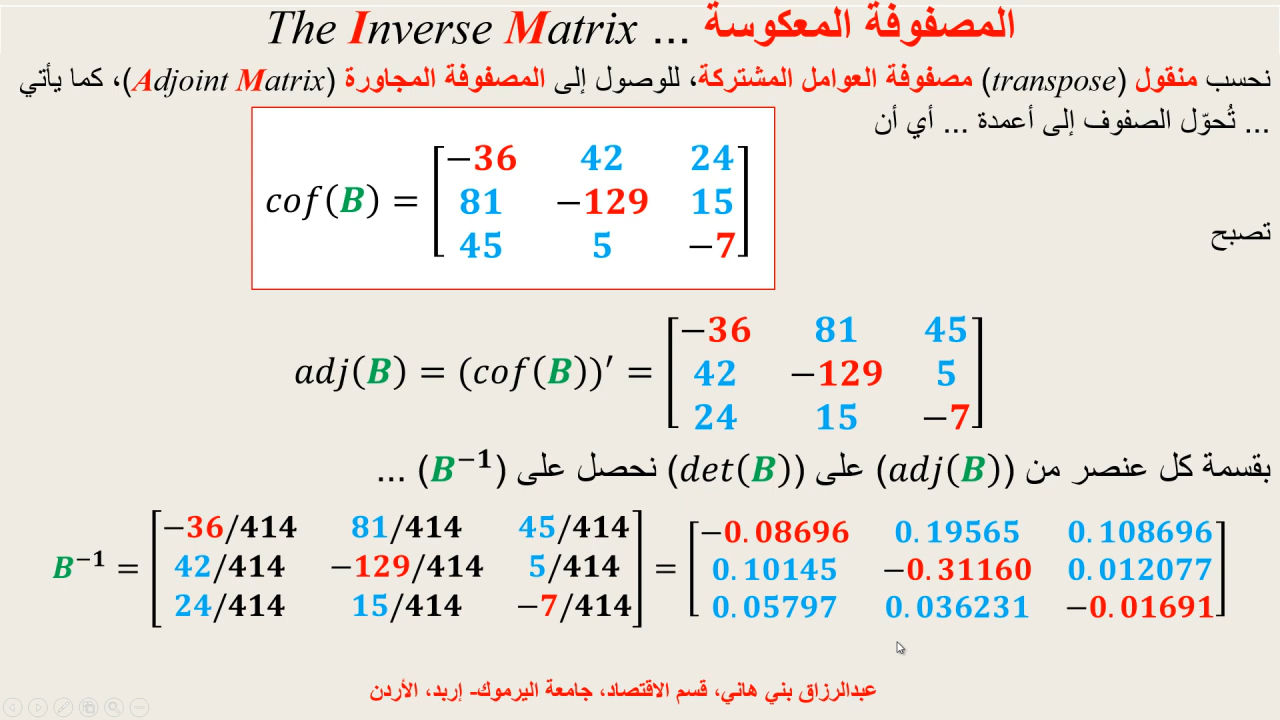 المصفوفة المعكوسة ... The Inverse Matrix
نحسب منقول (transpose) مصفوفة العوامل المشتركة، للوصول إلى المصفوفة المجاورة (Adjoint Matrix)، كما يأتي
... تُحوّل الصفوف إلى أعمدة ... أي أن
cof(B) = [−36 42 24
81 −129 15
45 5 −7]
تصبح
adj(B) = (cof(B))′ = [−36 81 45
42 −129 5
24 15 −7]
بقسمة كل عنصر من (adj(B)) على (det(B)) نحصل على (B⁻¹) ...
B⁻¹ = [−36/414 81/414 45/414
42/414 −129/414 5/414
24/414 15/414 −7/414]
= [−0.08696 0.19565 0.108696
0.10145 −0.31160 0.012077
0.05797 0.036231 −0.01691]
عبدالرزاق بني هاني، قسم الاقتصاد، جامعة اليرموك- إربد، الأردن